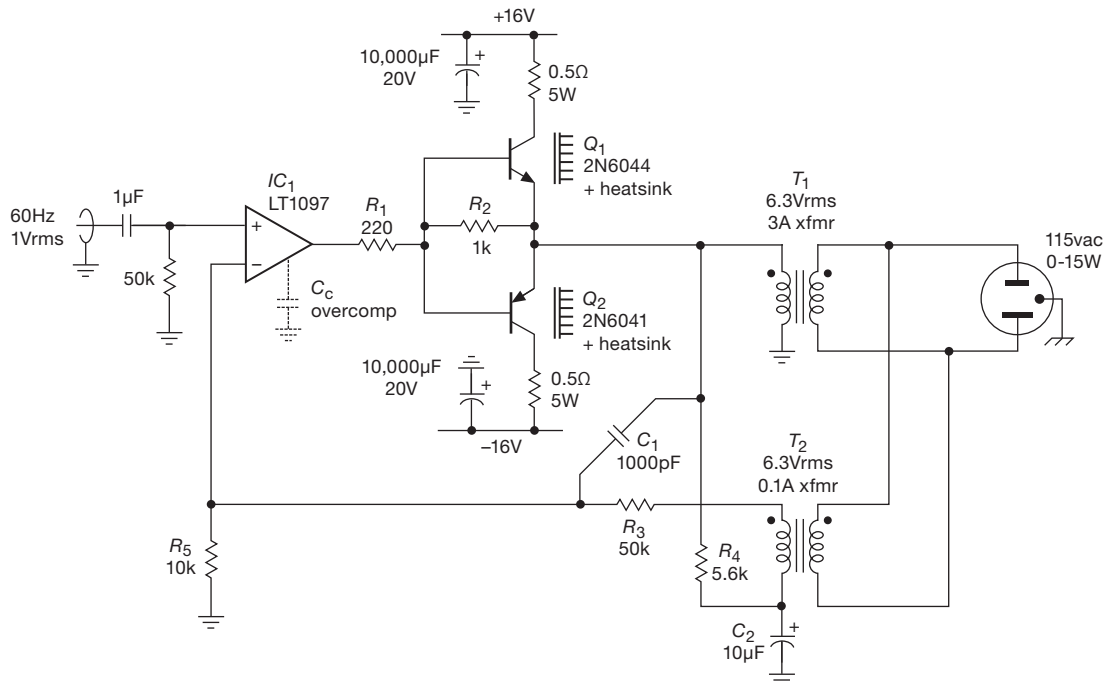 +16V
10,000µF
20V
+
0.5Ω
5W
Q1
2N6044
+ heatsink
IC1
LT1097
R1
220
R2
1k
T1
6.3Vrms
3A xfmr
60Hz
1Vrms
1µF
+
–
50k
Cc
overcomp
115vac
0-15W
Q2
2N6041
+ heatsink
10,000µF
20V
+
0.5Ω
5W
–16V
C1
1000pF
T2
6.3Vrms
0.1A xfmr
R3
50k
R4
5.6k
R5
10k
C2
10µF
+